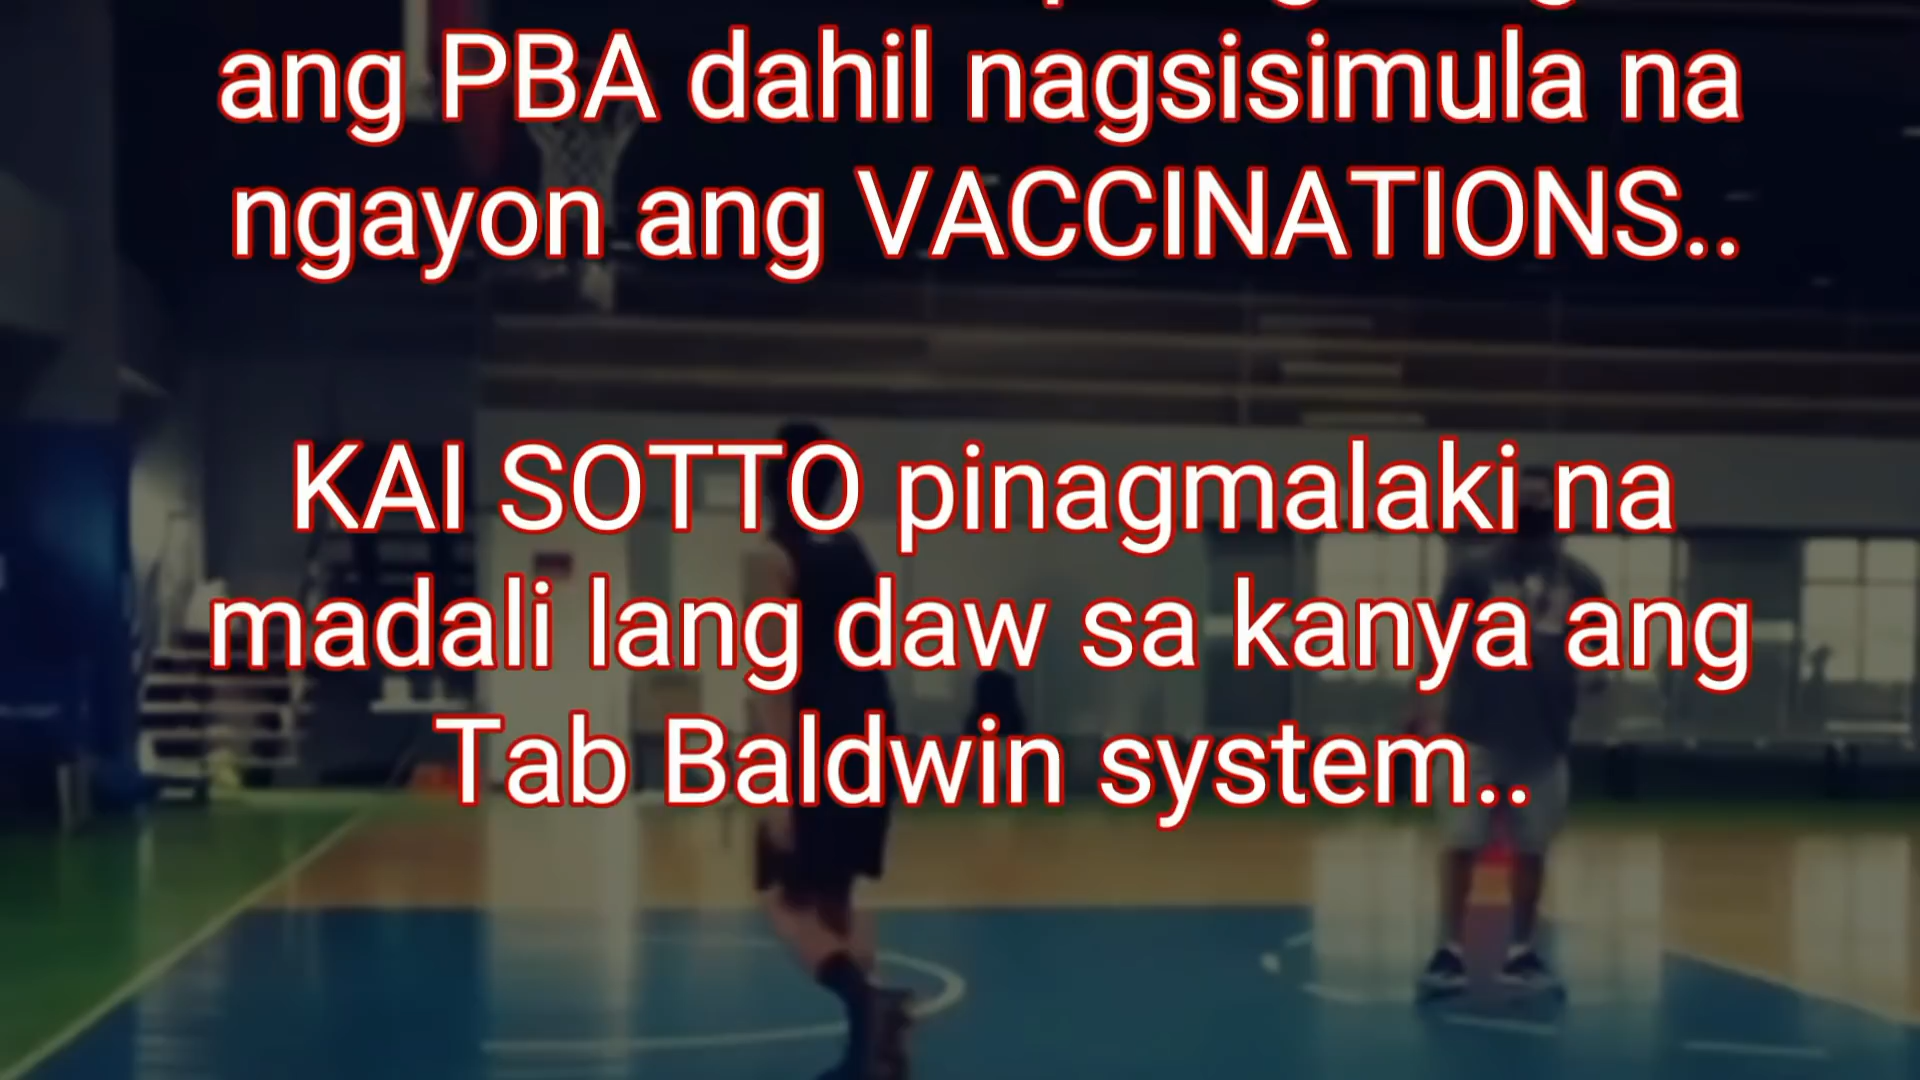 ang PBA dahil nagsisimula na
ngayon ang VACCINATIONS..
KAI SOTTO pinagmalaki na
madali lang daw sa kanya ang
Tab Baldwin system..